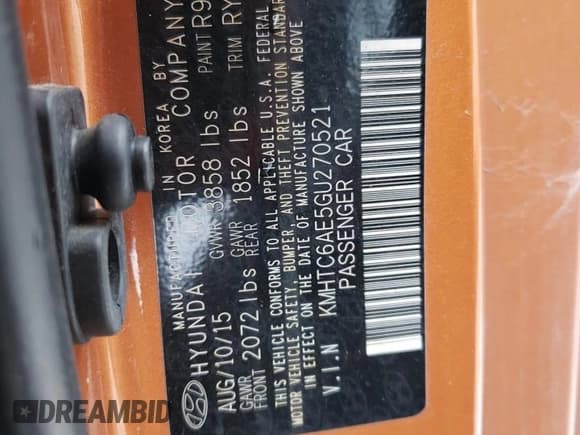 MANUFACTURED IN KOREA BY
HYUNDAI MOTOR COMPANY
AUG/10/15 GVWR 3858 lbs PAINT R9
GAWR FRONT 2072 lbs GAWR REAR 1852 lbs TRIM RY
THIS VEHICLE CONFORMS TO ALL APPLICABLE U.S.A. FEDERAL
MOTOR VEHICLE SAFETY, BUMPER, AND THEFT PREVENTION STANDAR
IN EFFECT ON THE DATE OF MANUFACTURE SHOWN ABOVE
V.I.N KMHTC6AE5GU270521
PASSENGER CAR
DREAMBID